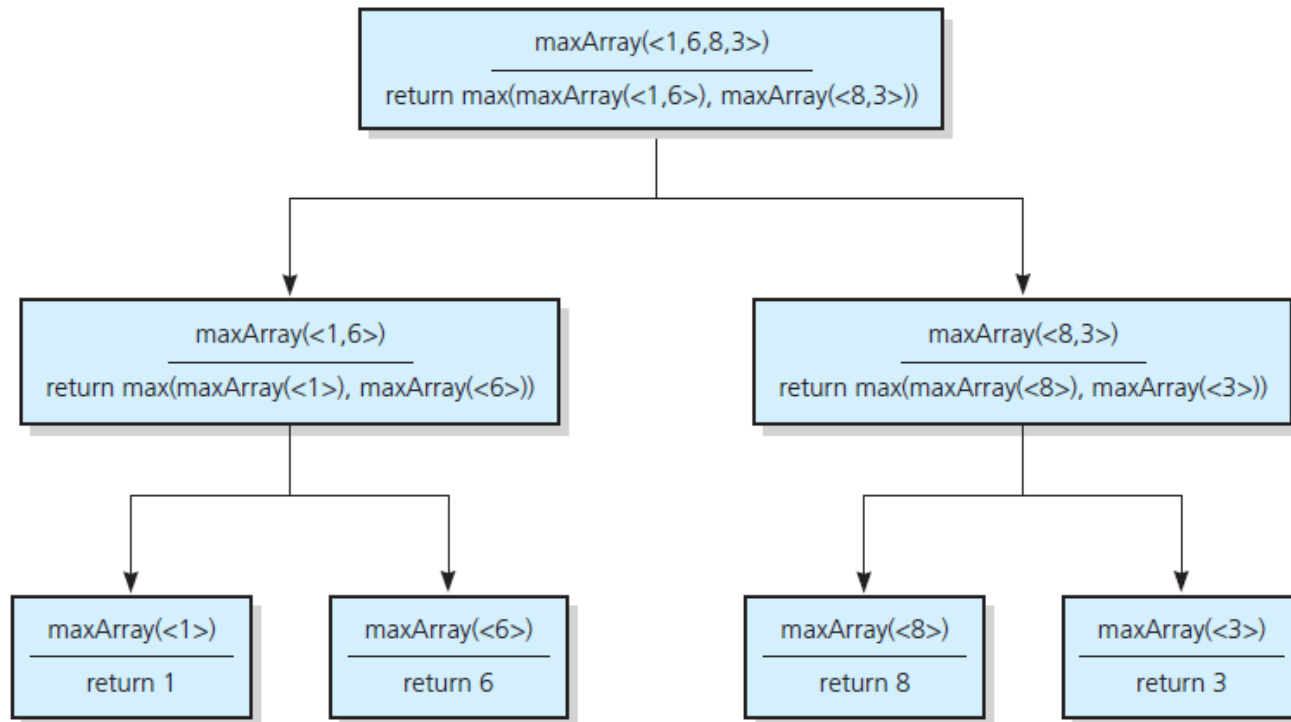 maxArray(<1,6,8,3>)
return max(maxArray(<1,6>), maxArray(<8,3>))
maxArray(<1,6>)
return max(maxArray(<1>), maxArray(<6>))
maxArray(<8,3>)
return max(maxArray(<8>), maxArray(<3>))
maxArray(<1>)
return 1
maxArray(<6>)
return 6
maxArray(<8>)
return 8
maxArray(<3>)
return 3